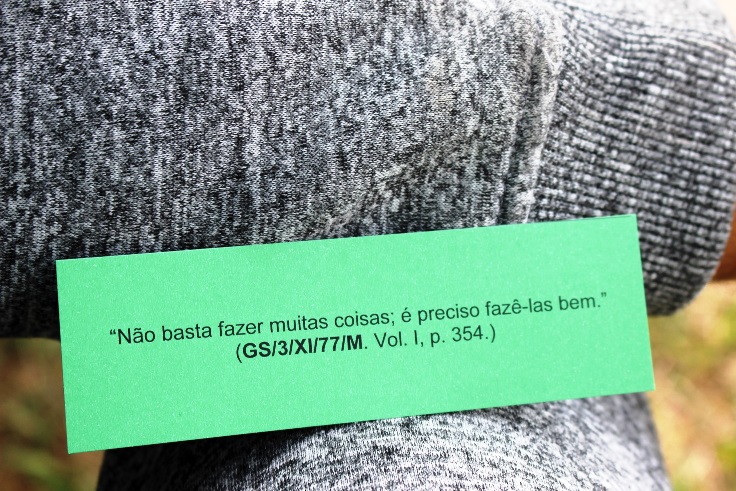 “Não basta fazer muitas coisas; é preciso fazê-las bem.”
(GS/3/XI/77/M. Vol. I, p. 354.)